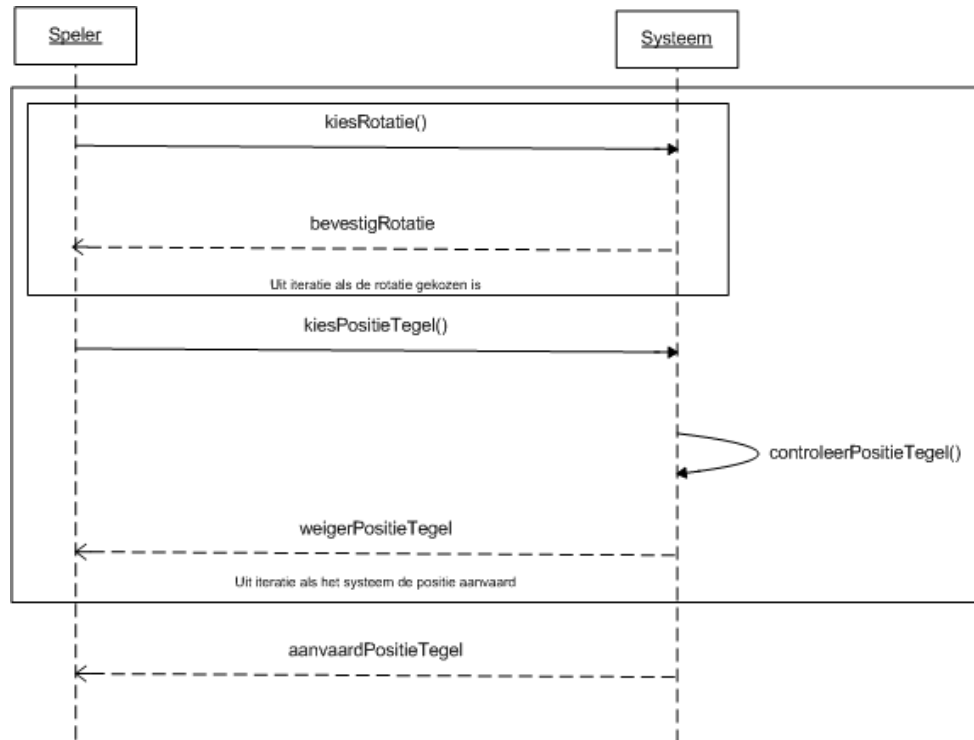 Speler
Systeem
kiesRotatie()
bevestigRotatie
Uit iteratie als de rotatie gekozen is
kiesPositieTegel()
controleerPositieTegel()
weigerPositieTegel
Uit iteratie als het systeem de positie aanvaard
aanvaardPositieTegel